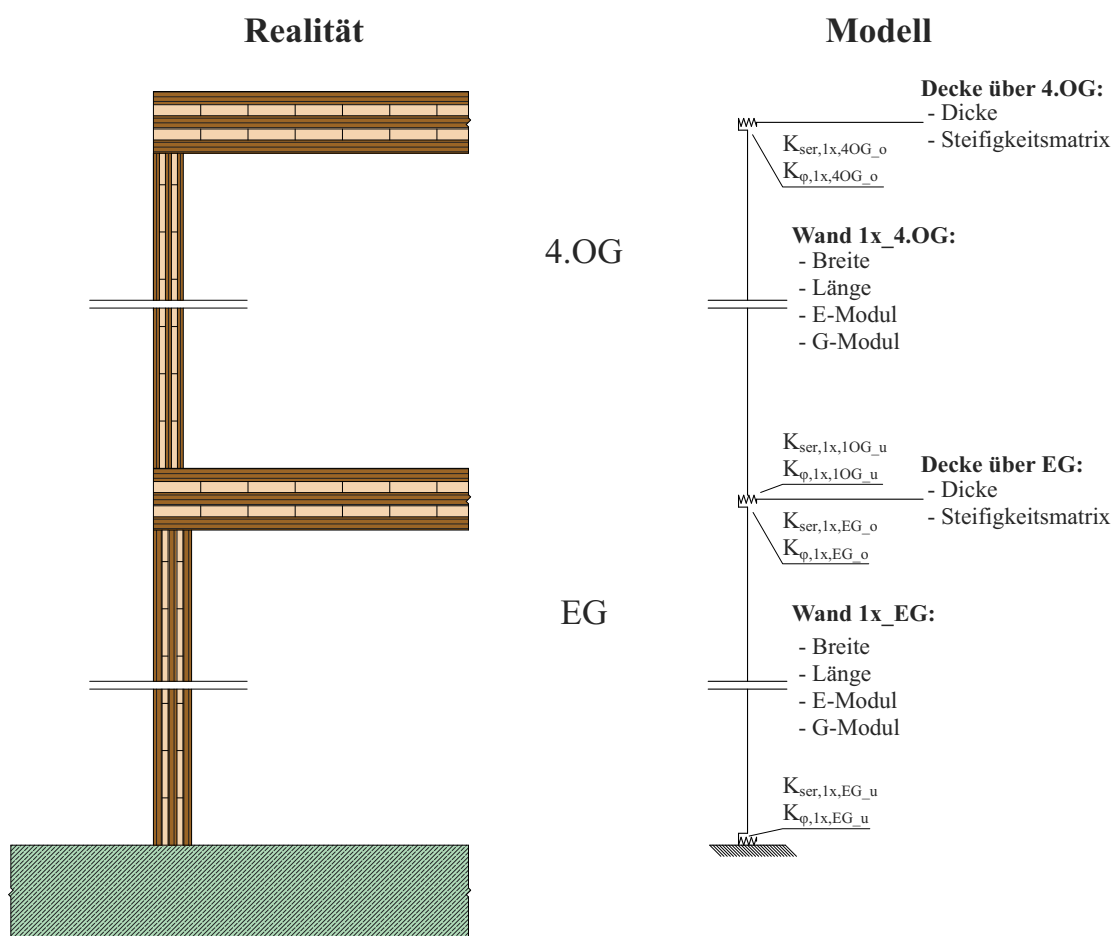 Realität
Modell
Decke über 4.OG:
- Dicke
- Steifigkeitsmatrix
Kser,1x,4OG_o
Kφ,1x,4OG_o
4.OG
Wand 1x_4.OG:
- Breite
- Länge
- E-Modul
- G-Modul
Kser,1x,1OG_u
Kφ,1x,1OG_u
Decke über EG:
- Dicke
- Steifigkeitsmatrix
Kser,1x,EG_o
Kφ,1x,EG_o
EG
Wand 1x_EG:
- Breite
- Länge
- E-Modul
- G-Modul
Kser,1x,EG_u
Kφ,1x,EG_u